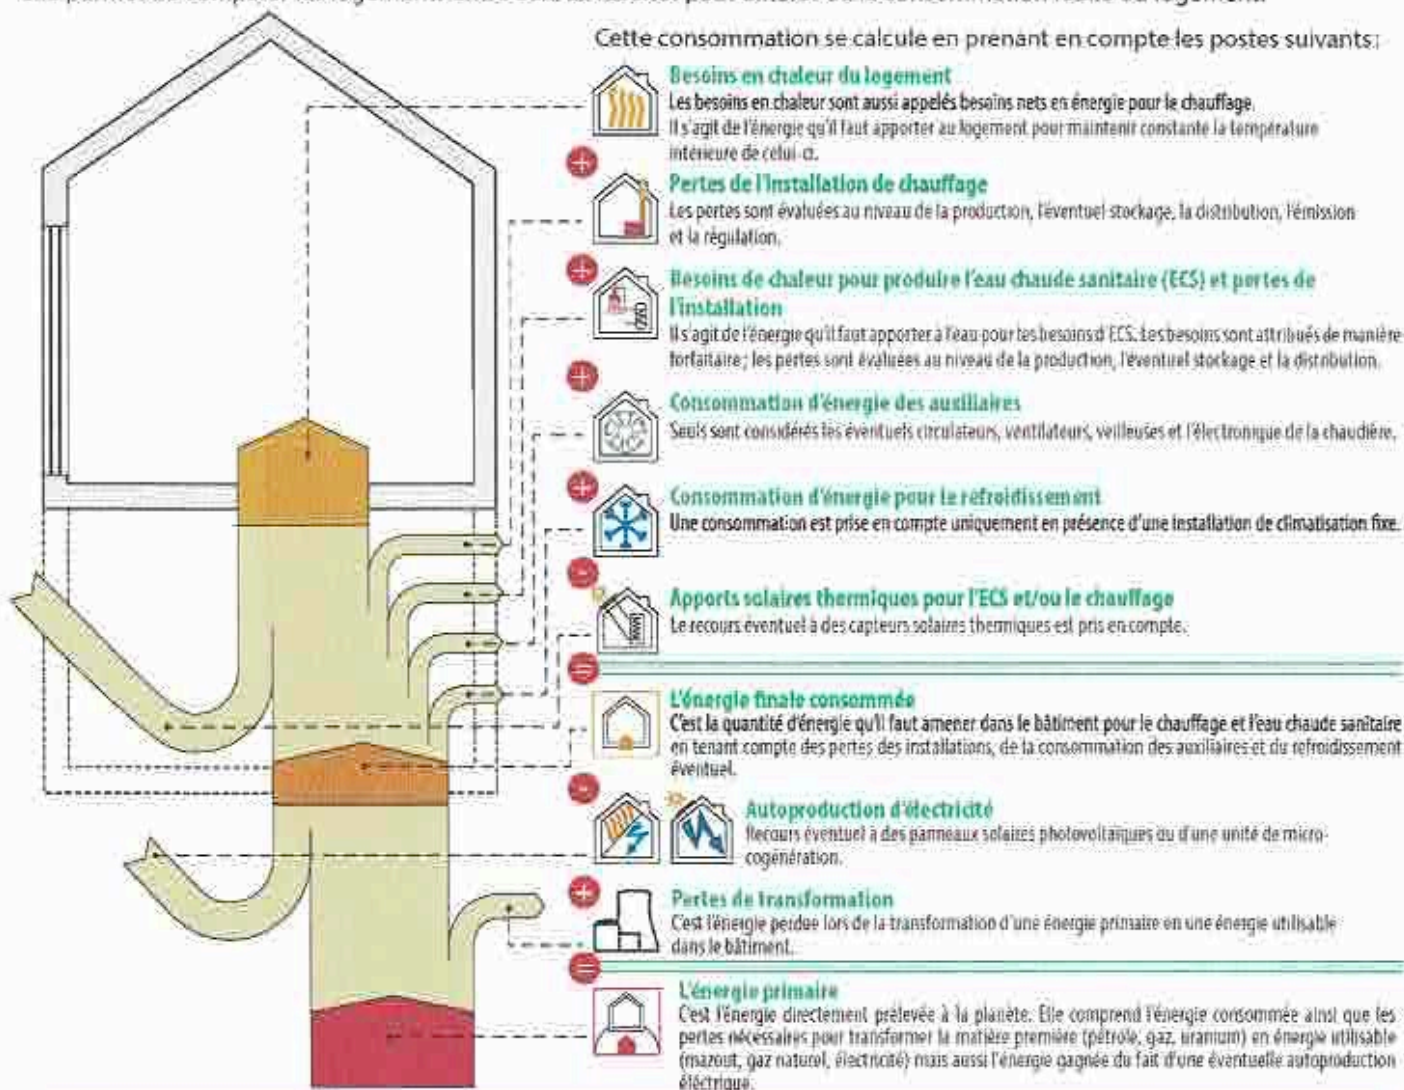 Cette consommation se calcule en prenant en compte les postes suivants:
Besoins en chaleur du logement
Les besoins en chaleur sont aussi appelés besoins nets en énergie pour le chauffage.
Il s'agit de l'énergie qu'il faut apporter au logement pour maintenir constante la température
intérieure de celui-ci.
+
Pertes de l'installation de chauffage
Les pertes sont évaluées au niveau de la production, l'éventuel stockage, la distribution, l'émission
et la régulation.
+
Besoins de chaleur pour produire l'eau chaude sanitaire (ECS) et pertes de
l'installation
Il s'agit de l'énergie qu'il faut apporter à l'eau pour les besoins d'ECS. Les besoins sont attribués de manière
forfaitaire; les pertes sont évaluées au niveau de la production, l'éventuel stockage et la distribution.
+
Consommation d'énergie des auxiliaires
Seuls sont considérés les éventuels circulateurs, ventilateurs, veilleuses et l'électronique de la chaudière.
+
Consommation d'énergie pour le refroidissement
Une consommation est prise en compte uniquement en présence d'une installation de climatisation fixe.
-
Apports solaires thermiques pour l'ECS et/ou le chauffage
Le recours éventuel à des capteurs solaires thermiques est pris en compte.
=
L'énergie finale consommée
C'est la quantité d'énergie qu'il faut amener dans le bâtiment pour le chauffage et l'eau chaude sanitaire
en tenant compte des pertes des installations, de la consommation des auxiliaires et du refroidissement
éventuel.
-
Autoproduction d'électricité
Recours éventuel à des panneaux solaires photovoltaïques ou d'une unité de micro-
cogénération.
+
Pertes de transformation
C'est l'énergie perdue lors de la transformation d'une énergie primaire en une énergie utilisable
dans le bâtiment.
=
L'énergie primaire
C'est l'énergie directement prélevée à la planète. Elle comprend l'énergie consommée ainsi que les
pertes nécessaires pour transformer la matière première (pétrole, gaz, uranium) en énergie utilisable
(mazout, gaz naturel, électricité) mais aussi l'énergie gagnée du fait d'une éventuelle autoproduction
électrique.